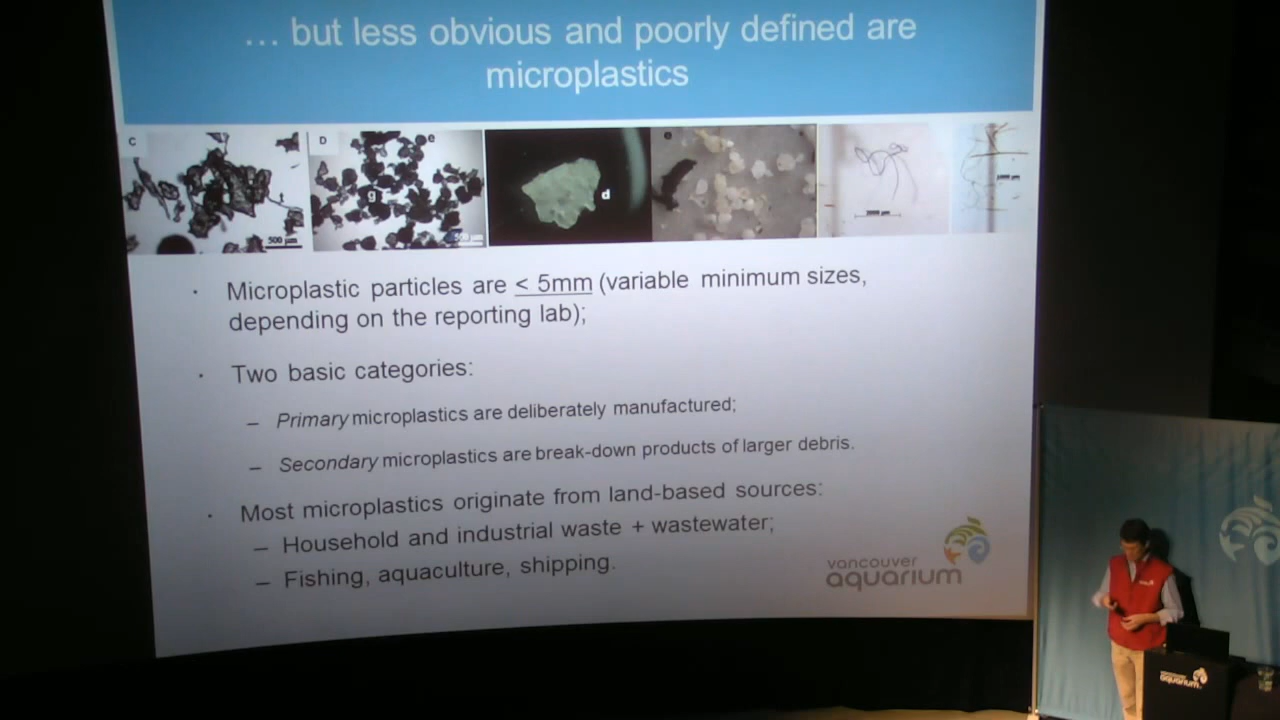 … but less obvious and poorly defined are
microplastics
C
D
e
g
d
e
500 µm
· Microplastic particles are < 5mm (variable minimum sizes,
depending on the reporting lab);
· Two basic categories:
– Primary microplastics are deliberately manufactured;
– Secondary microplastics are break-down products of larger debris.
· Most microplastics originate from land-based sources:
– Household and industrial waste + wastewater;
– Fishing, aquaculture, shipping.
vancouver
aquarium
vancouver
aquarium